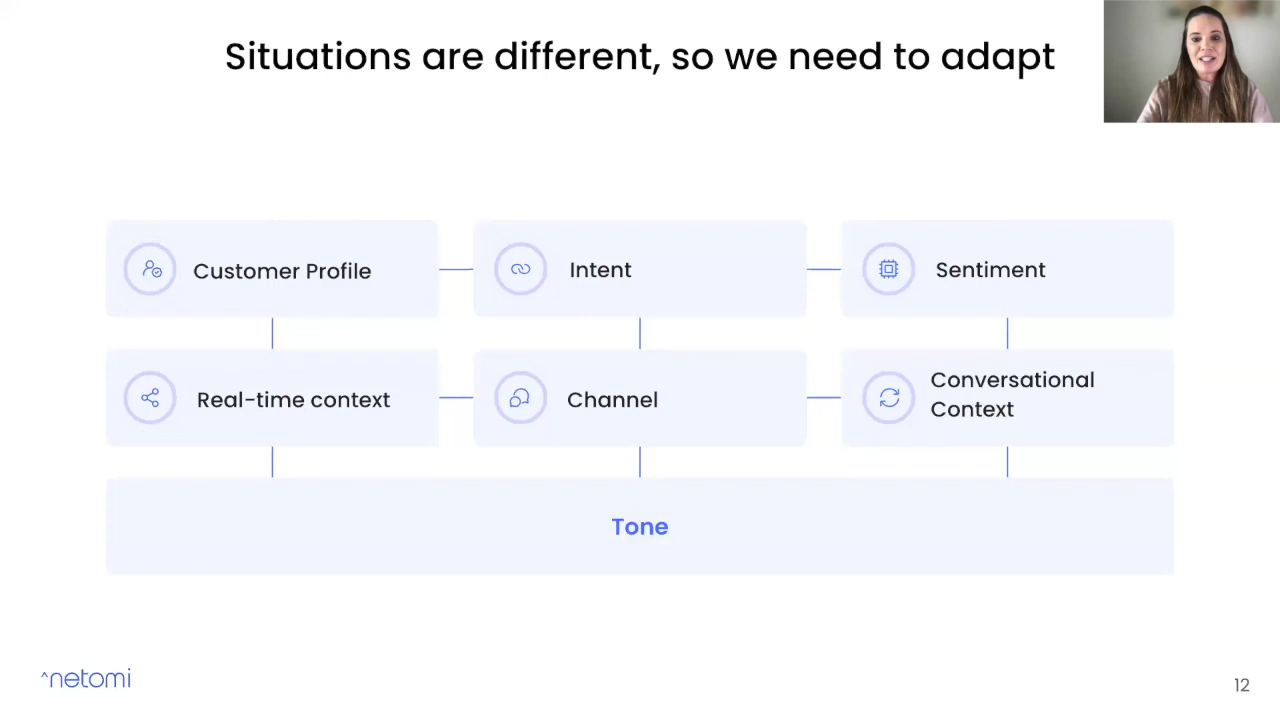 Situations are different, so we need to adapt
Customer Profile
Intent
Sentiment
Real-time context
Channel
Conversational
Context
Tone
^netomi
12